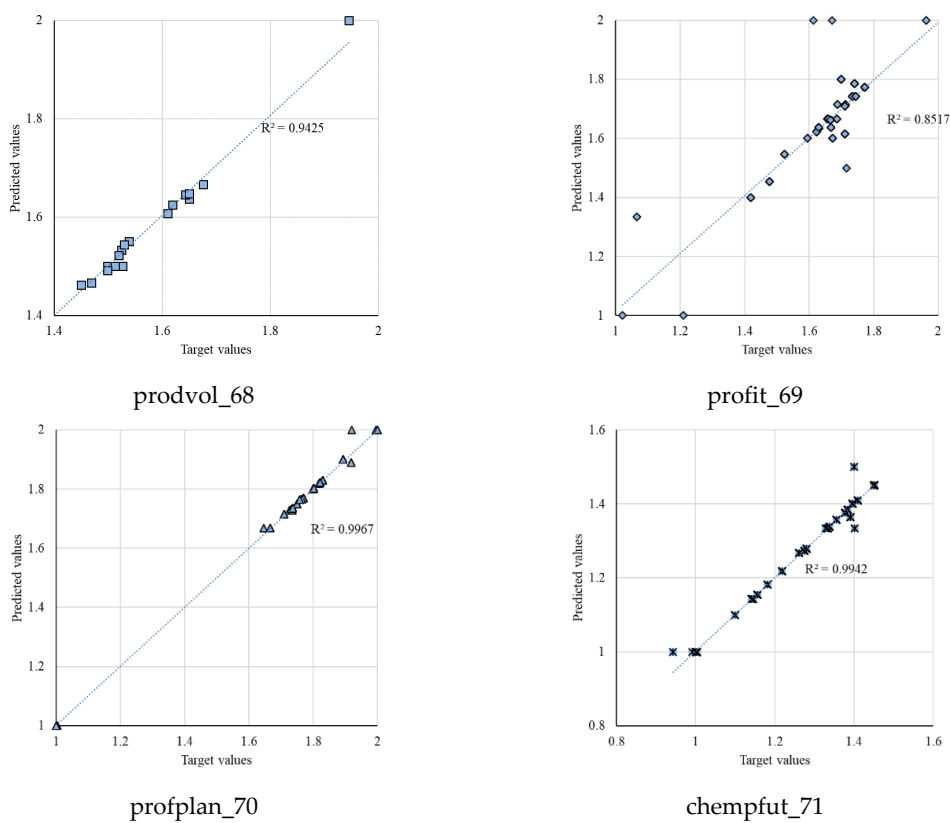 2
1.8
1.6
1.4
1.4 1.6 1.8 2
Predicted values
Target values
R² = 0.9425
prodvol_68
2
1.8
1.6
1.4
1.2
1
1 1.2 1.4 1.6 1.8 2
Predicted values
Target values
R² = 0.8517
profit_69
2
1.8
1.6
1.4
1.2
1
1 1.2 1.4 1.6 1.8 2
Predicted values
Target values
R² = 0.9967
profplan_70
1.6
1.4
1.2
1
0.8
0.8 1 1.2 1.4 1.6
Predicted values
Target values
R² = 0.9942
chempfut_71